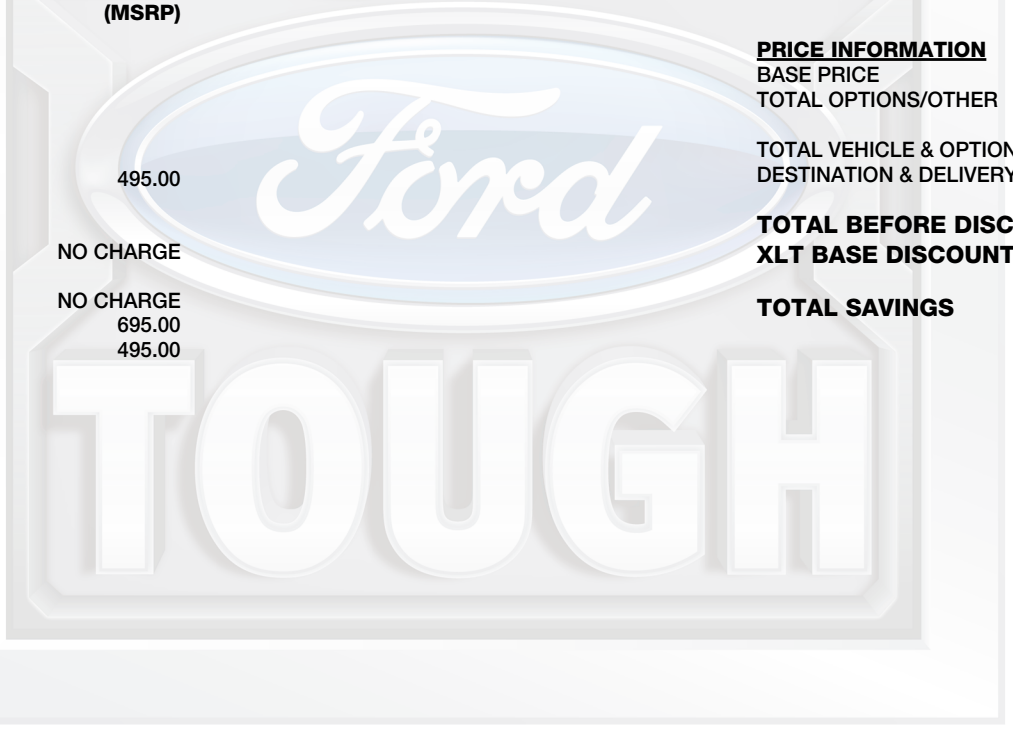 (MSRP)
495.00
NO CHARGE
NO CHARGE
695.00
495.00
PRICE INFORMATION
BASE PRICE
TOTAL OPTIONS/OTHER
TOTAL VEHICLE & OPTION
DESTINATION & DELIVERY
TOTAL BEFORE DISC
XLT BASE DISCOUNT
TOTAL SAVINGS
Ford
TOUGH